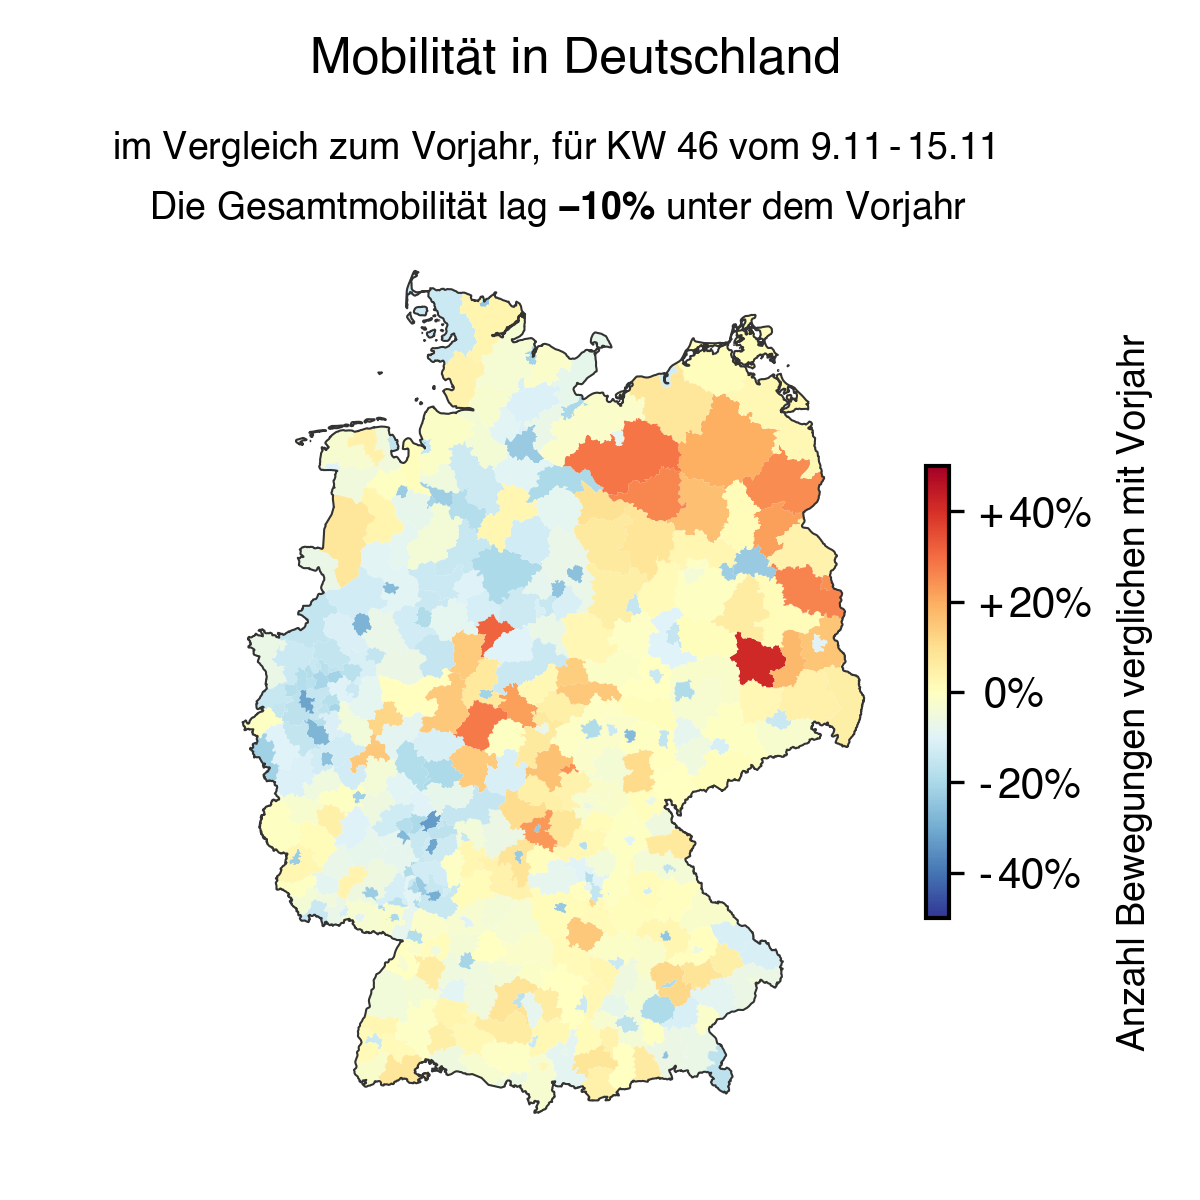 Mobilität in Deutschland
im Vergleich zum Vorjahr, für KW 46 vom 9.11 - 15.11
Die Gesamtmobilität lag –10% unter dem Vorjahr
+40%
+20%
0%
-20%
-40%
Anzahl Bewegungen verglichen mit Vorjahr